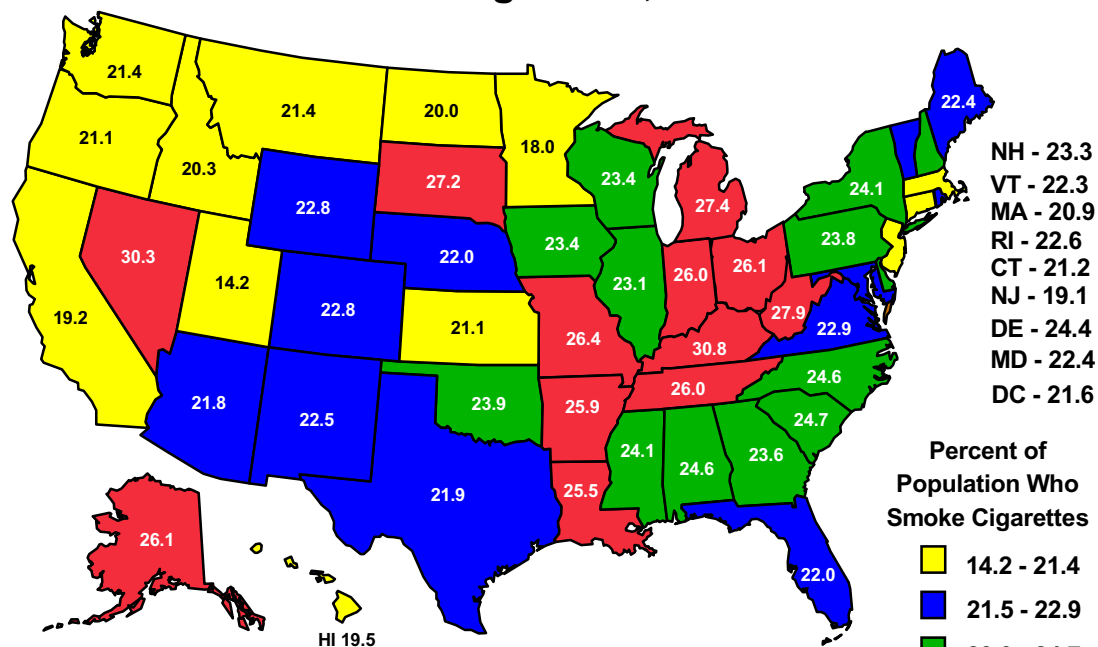 21.4
21.1
20.3
21.4
20.0
18.0
27.2
22.8
22.0
23.4
23.4
23.1
27.4
26.0
26.1
24.1
23.8
22.4
30.3
14.2
19.2
22.8
21.1
26.4
30.8
27.9
22.9
26.0
24.6
24.7
21.8
22.5
23.9
25.9
24.1
24.6
23.6
21.9
25.5
22.0
26.1
HI 19.5
NH - 23.3
VT - 22.3
MA - 20.9
RI - 22.6
CT - 21.2
NJ - 19.1
DE - 24.4
MD - 22.4
DC - 21.6
Percent of
Population Who
Smoke Cigarettes
14.2 - 21.4
21.5 - 22.9